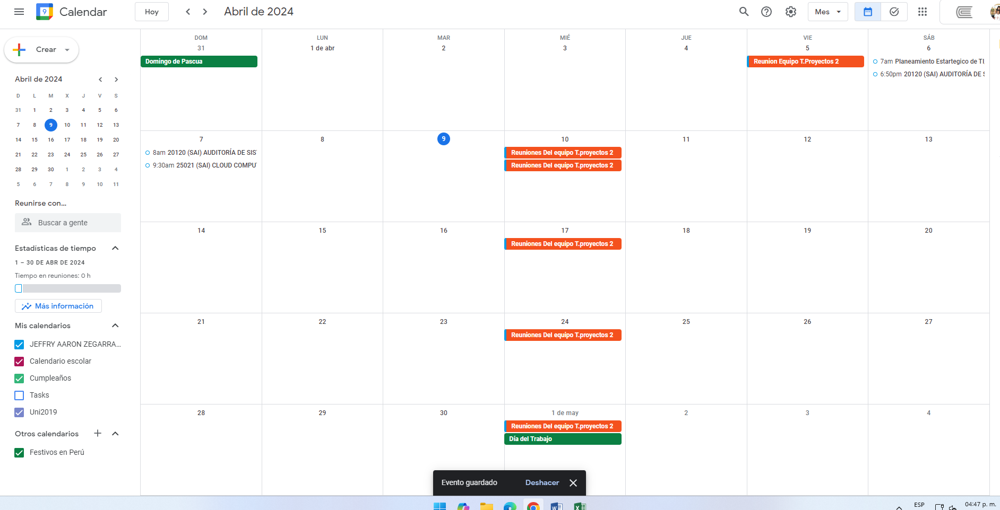 9 Calendar
Hoy
Abril de 2024
Mes
Crear
Abril de 2024
D L M X J V S
31 1 2 3 4 5 6
7 8 9 10 11 12 13
14 15 16 17 18 19 20
21 22 23 24 25 26 27
28 29 30 1 2 3 4
5 6 7 8 9 10 11
Reunirse con...
Buscar a gente
Estadísticas de tiempo
1 – 30 DE ABR DE 2024
Tiempo en reuniones: 0 h
Más información
Mis calendarios
JEFFRY AARON ZEGARRA...
Calendario escolar
Cumpleaños
Tasks
Uni2019
Otros calendarios
Festivos en Perú
DOM LUN MAR MIÉ JUE VIE SÁB
31 1 de abr 2 3 4 5 6
Domingo de Pascua
Reunion Equipo T.Proyectos 2
7am Planeamiento Estartegico de TI
6:50pm 20120 (SAI) AUDITORÍA DE S
7 8 9 10 11 12 13
8am 20120 (SAI) AUDITORÍA DE SIS
9:30am 25021 (SAI) CLOUD COMPU
Reuniones Del equipo T.proyectos 2
Reuniones Del equipo T.proyectos 2
14 15 16 17 18 19 20
Reuniones Del equipo T.proyectos 2
21 22 23 24 25 26 27
Reuniones Del equipo T.proyectos 2
28 29 30 1 de may 2 3 4
Reuniones Del equipo T.proyectos 2
Día del Trabajo
Evento guardado Deshacer
ESP
04:47 p. m.